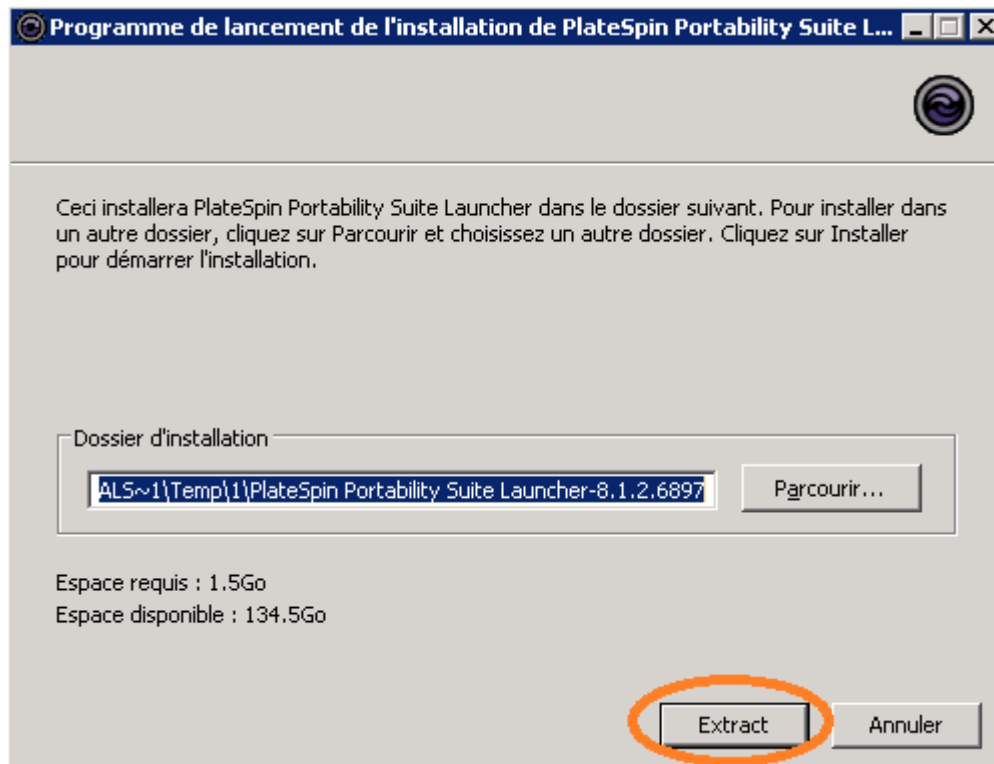 Programme de lancement de l'installation de PlateSpin Portability Suite L...
Ceci installera PlateSpin Portability Suite Launcher dans le dossier suivant. Pour installer dans
un autre dossier, cliquez sur Parcourir et choisissez un autre dossier. Cliquez sur Installer
pour démarrer l'installation.
Dossier d'installation
ALS~1\Temp\1\PlateSpin Portability Suite Launcher-8.1.2.6897
Parcourir...
Espace requis : 1.5Go
Espace disponible : 134.5Go
Extract
Annuler